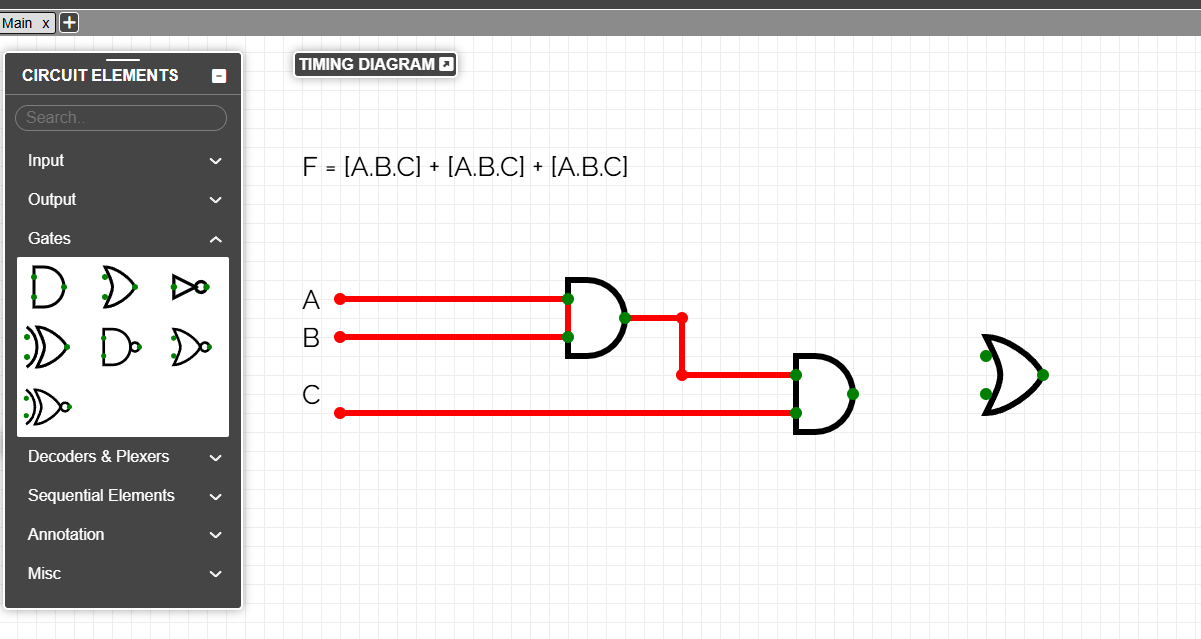 Main x +
CIRCUIT ELEMENTS
Search..
Input
Output
Gates
Decoders & Plexers
Sequential Elements
Annotation
Misc
TIMING DIAGRAM
F = [A.B.C] + [A.B.C] + [A.B.C]
A
B
C